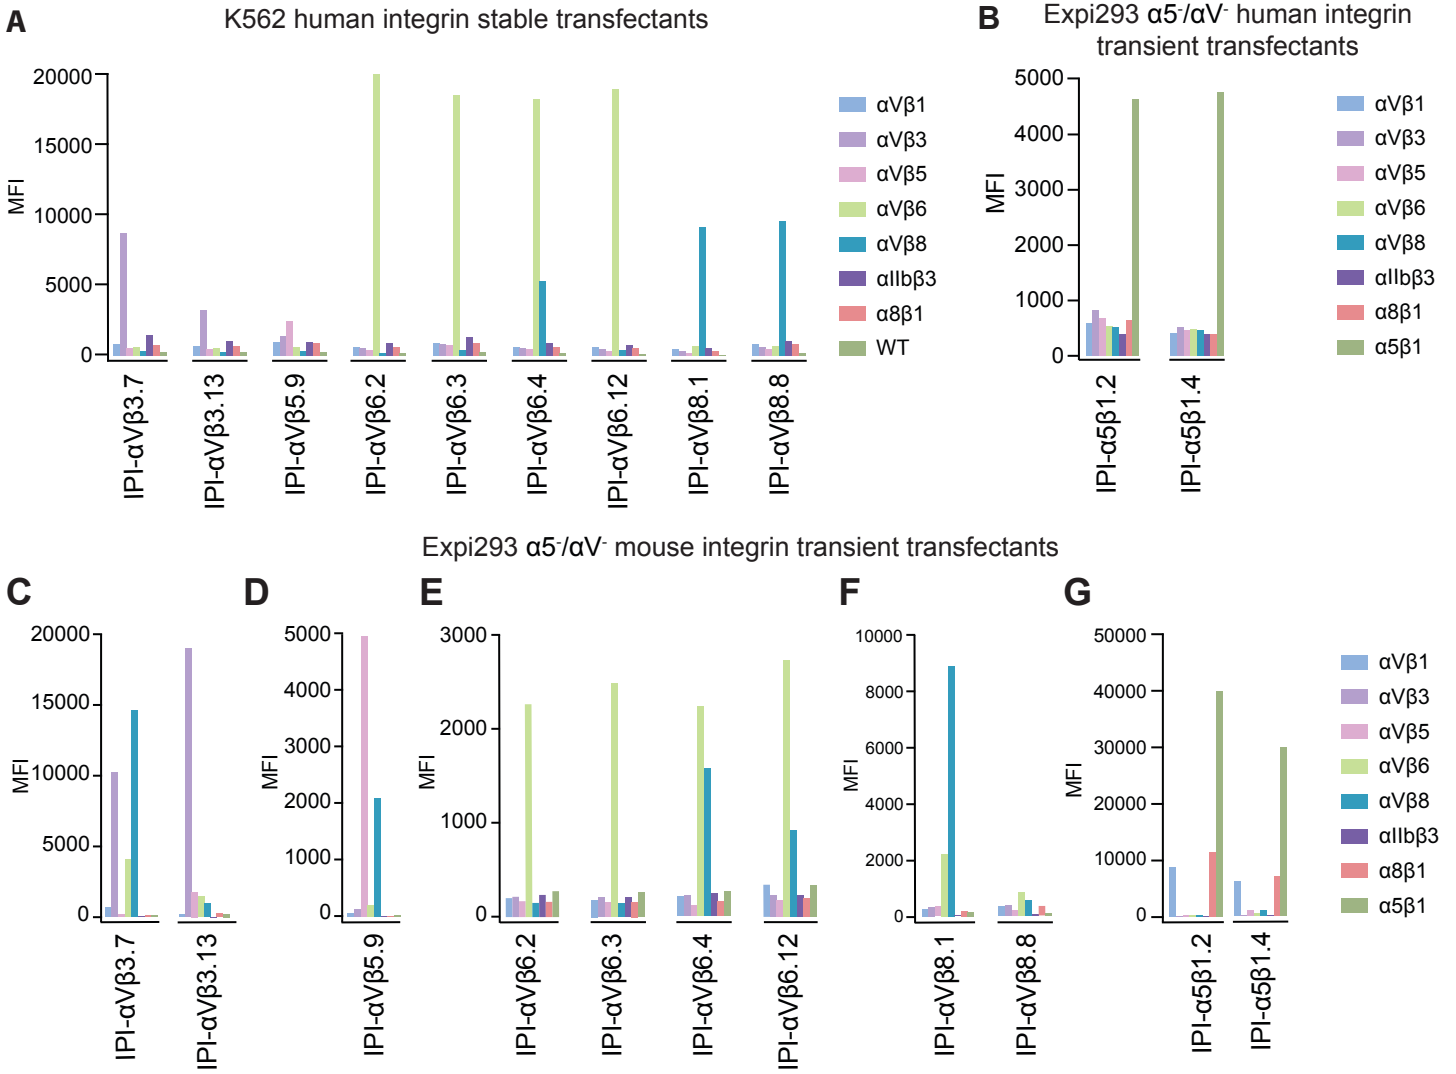 A
K562 human integrin stable transfectants
MFI
20000
15000
10000
5000
0
IPI-αVβ3.7
IPI-αVβ3.13
IPI-αVβ5.9
IPI-αVβ6.2
IPI-αVβ6.3
IPI-αVβ6.4
IPI-αVβ6.12
IPI-αVβ8.1
IPI-αVβ8.8
αVβ1
αVβ3
αVβ5
αVβ6
αVβ8
αIIbβ3
α8β1
WT
B
Expi293 α5⁻/αV⁻ human integrin
transient transfectants
MFI
5000
4000
3000
2000
1000
0
IPI-α5β1.2
IPI-α5β1.4
αVβ1
αVβ3
αVβ5
αVβ6
αVβ8
αIIbβ3
α8β1
α5β1
Expi293 α5⁻/αV⁻ mouse integrin transient transfectants
C
MFI
20000
15000
10000
5000
0
IPI-αVβ3.7
IPI-αVβ3.13
D
MFI
5000
4000
3000
2000
1000
0
IPI-αVβ5.9
E
MFI
3000
2000
1000
0
IPI-αVβ6.2
IPI-αVβ6.3
IPI-αVβ6.4
IPI-αVβ6.12
F
MFI
10000
8000
6000
4000
2000
0
IPI-αVβ8.1
IPI-αVβ8.8
G
MFI
50000
40000
30000
20000
10000
0
IPI-α5β1.2
IPI-α5β1.4
αVβ1
αVβ3
αVβ5
αVβ6
αVβ8
αIIbβ3
α8β1
α5β1